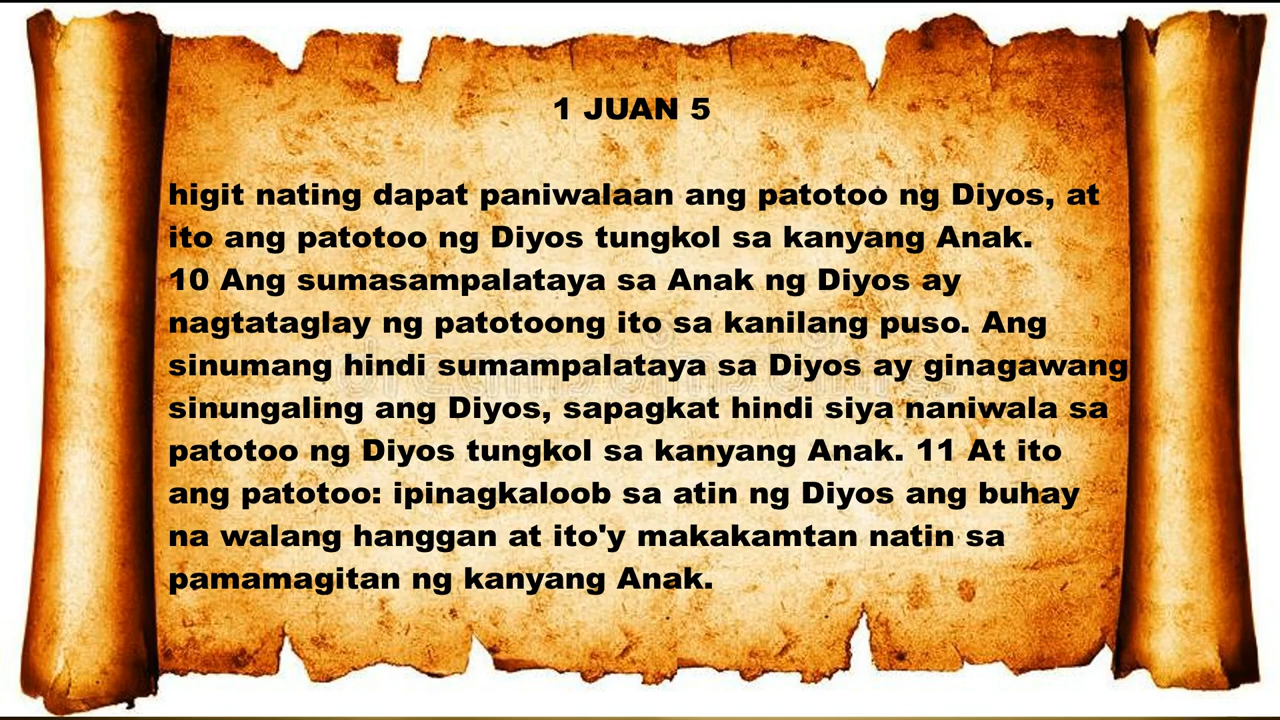 1 JUAN 5
higit nating dapat paniwalaan ang patotoo ng Diyos, at
ito ang patotoo ng Diyos tungkol sa kanyang Anak.
10 Ang sumasampalataya sa Anak ng Diyos ay
nagtataglay ng patotoong ito sa kanilang puso. Ang
sinumang hindi sumampalataya sa Diyos ay ginagawang
sinungaling ang Diyos, sapagkat hindi siya naniwala sa
patotoo ng Diyos tungkol sa kanyang Anak. 11 At ito
ang patotoo: ipinagkaloob sa atin ng Diyos ang buhay
na walang hanggan at ito'y makakamtan natin sa
pamamagitan ng kanyang Anak.